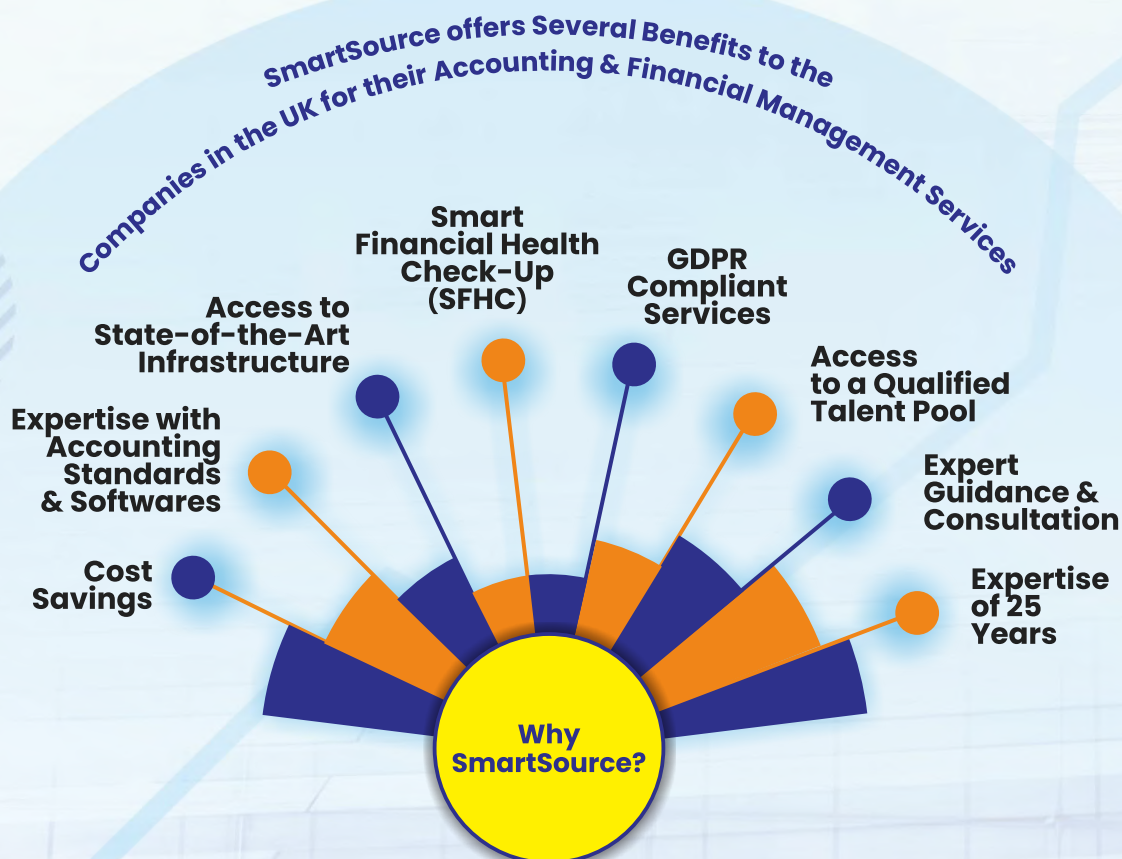 SmartSource offers Several Benefits to the
Companies in the UK for their Accounting & Financial Management Services
Smart
Financial Health
Check-Up
(SFHC)
GDPR
Compliant
Services
Access to
State-of-the-Art
Infrastructure
Access
to a Qualified
Talent Pool
Expertise with
Accounting
Standards
& Softwares
Expert
Guidance &
Consultation
Cost
Savings
Expertise
of 25
Years
Why
SmartSource?